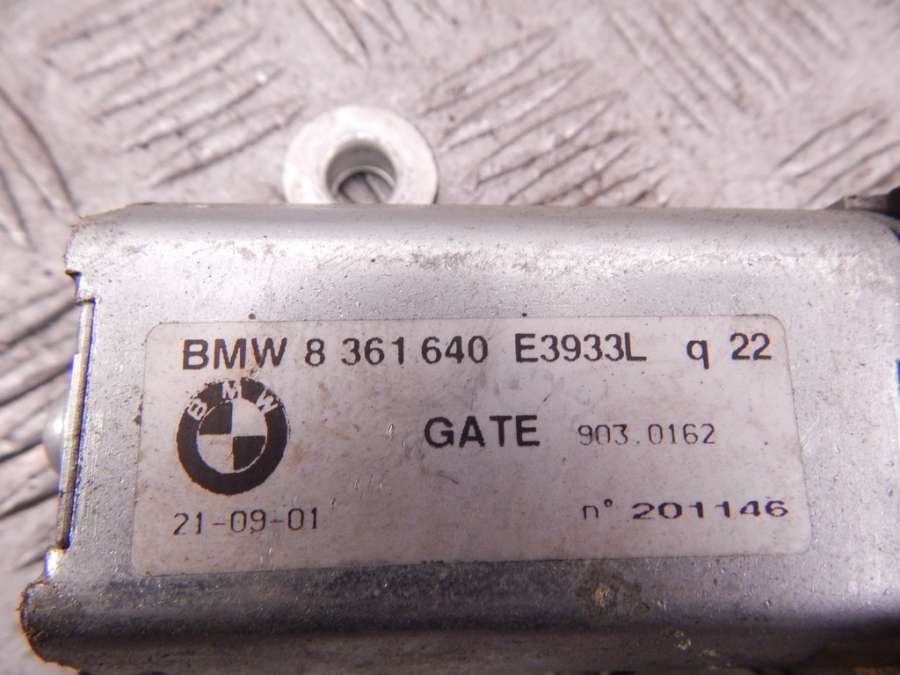 BMW 8 361 640 E3933L q 22
BMW
GATE 903.0162
21-09-01 n° 201146